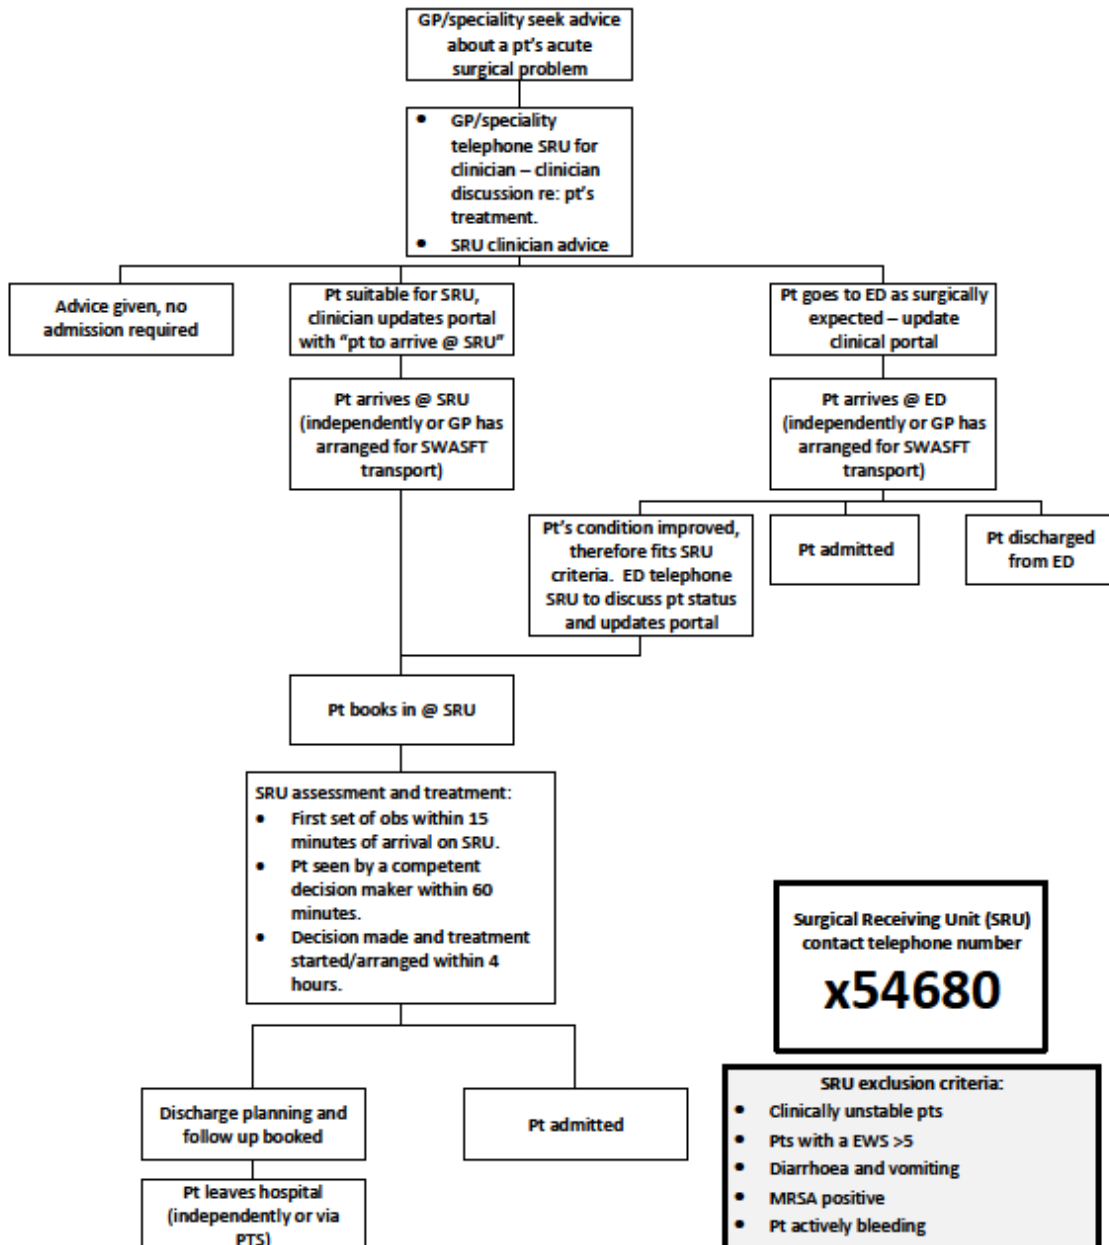 GP/speciality seek advice
about a pt's acute
surgical problem
• GP/speciality
telephone SRU for
clinician – clinician
discussion re: pt's
treatment.
• SRU clinician advice
Advice given, no
admission required
Pt suitable for SRU,
clinician updates portal
with "pt to arrive @ SRU"
Pt goes to ED as surgically
expected – update
clinical portal
Pt arrives @ SRU
(independently or GP has
arranged for SWASFT
transport)
Pt arrives @ ED
(independently or GP has
arranged for SWASFT
transport)
Pt's condition improved,
therefore fits SRU
criteria. ED telephone
SRU to discuss pt status
and updates portal
Pt admitted
Pt discharged
from ED
Pt books in @ SRU
SRU assessment and treatment:
• First set of obs within 15
minutes of arrival on SRU.
• Pt seen by a competent
decision maker within 60
minutes.
• Decision made and treatment
started/arranged within 4
hours.
Surgical Receiving Unit (SRU)
contact telephone number
x54680
Discharge planning and
follow up booked
Pt admitted
Pt leaves hospital
(independently or via
PTS)
SRU exclusion criteria:
• Clinically unstable pts
• Pts with a EWS >5
• Diarrhoea and vomiting
• MRSA positive
• Pt actively bleeding